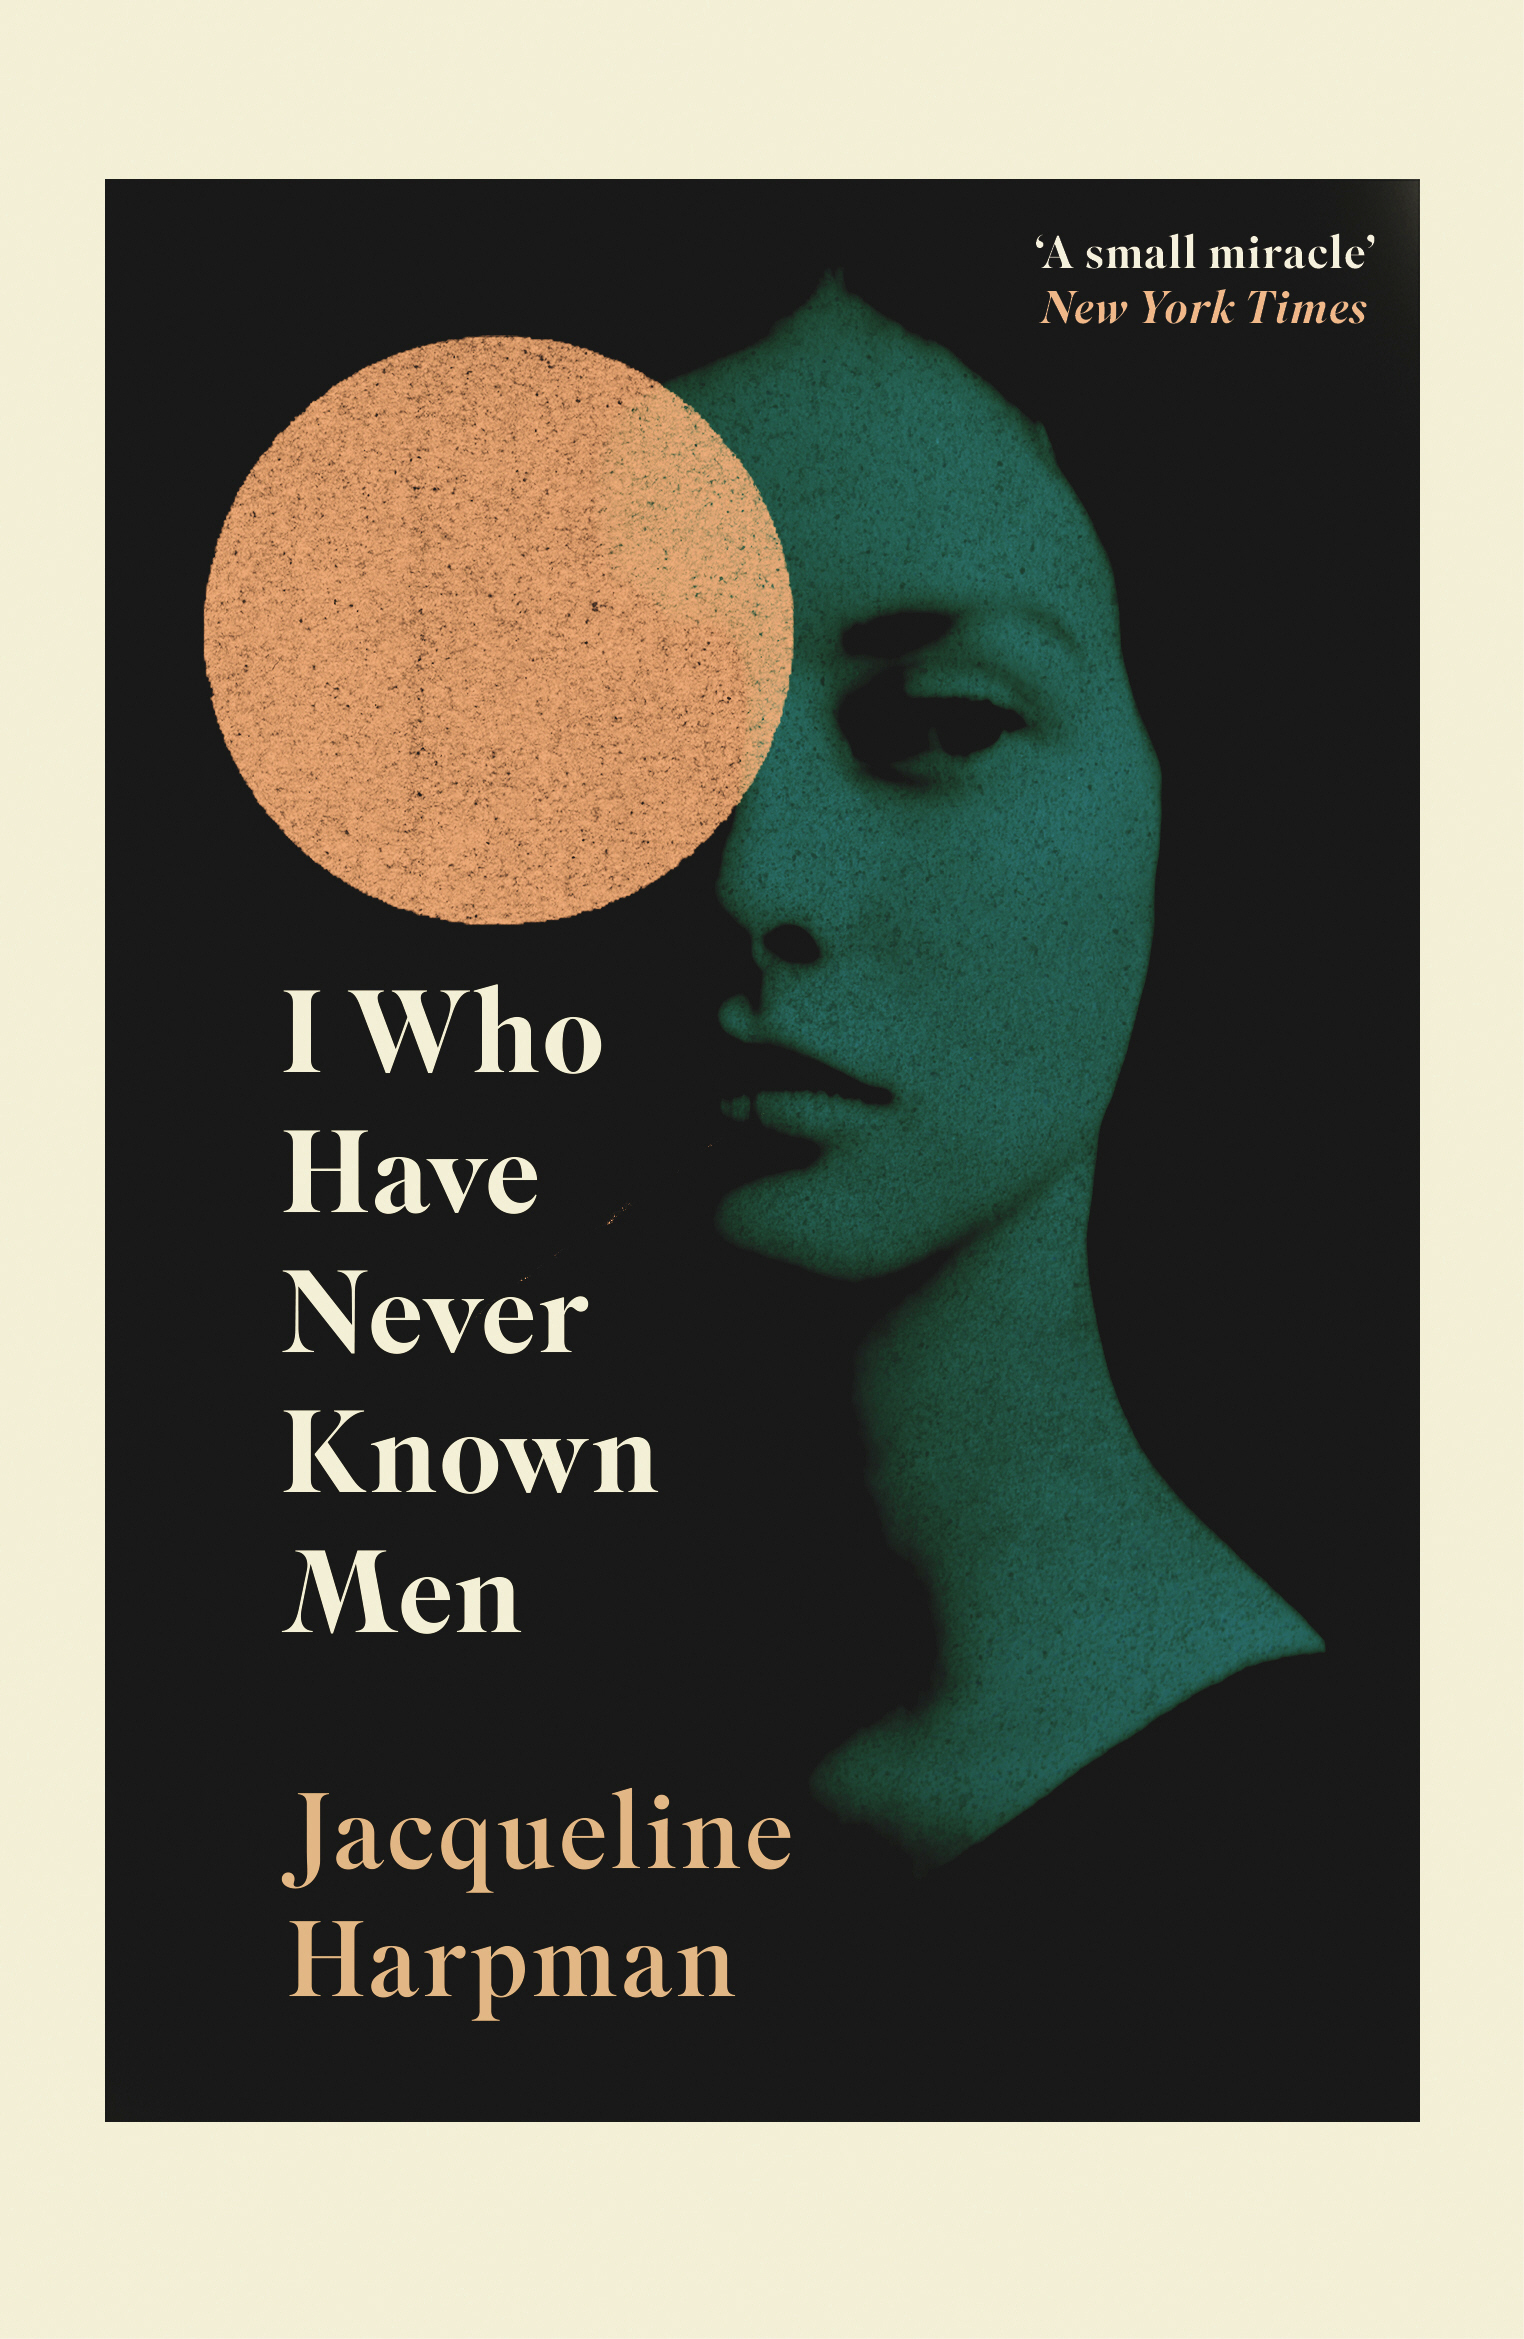 ‘A small miracle’
New York Times
I Who
Have
Never
Known
Men
Jacqueline
Harpman